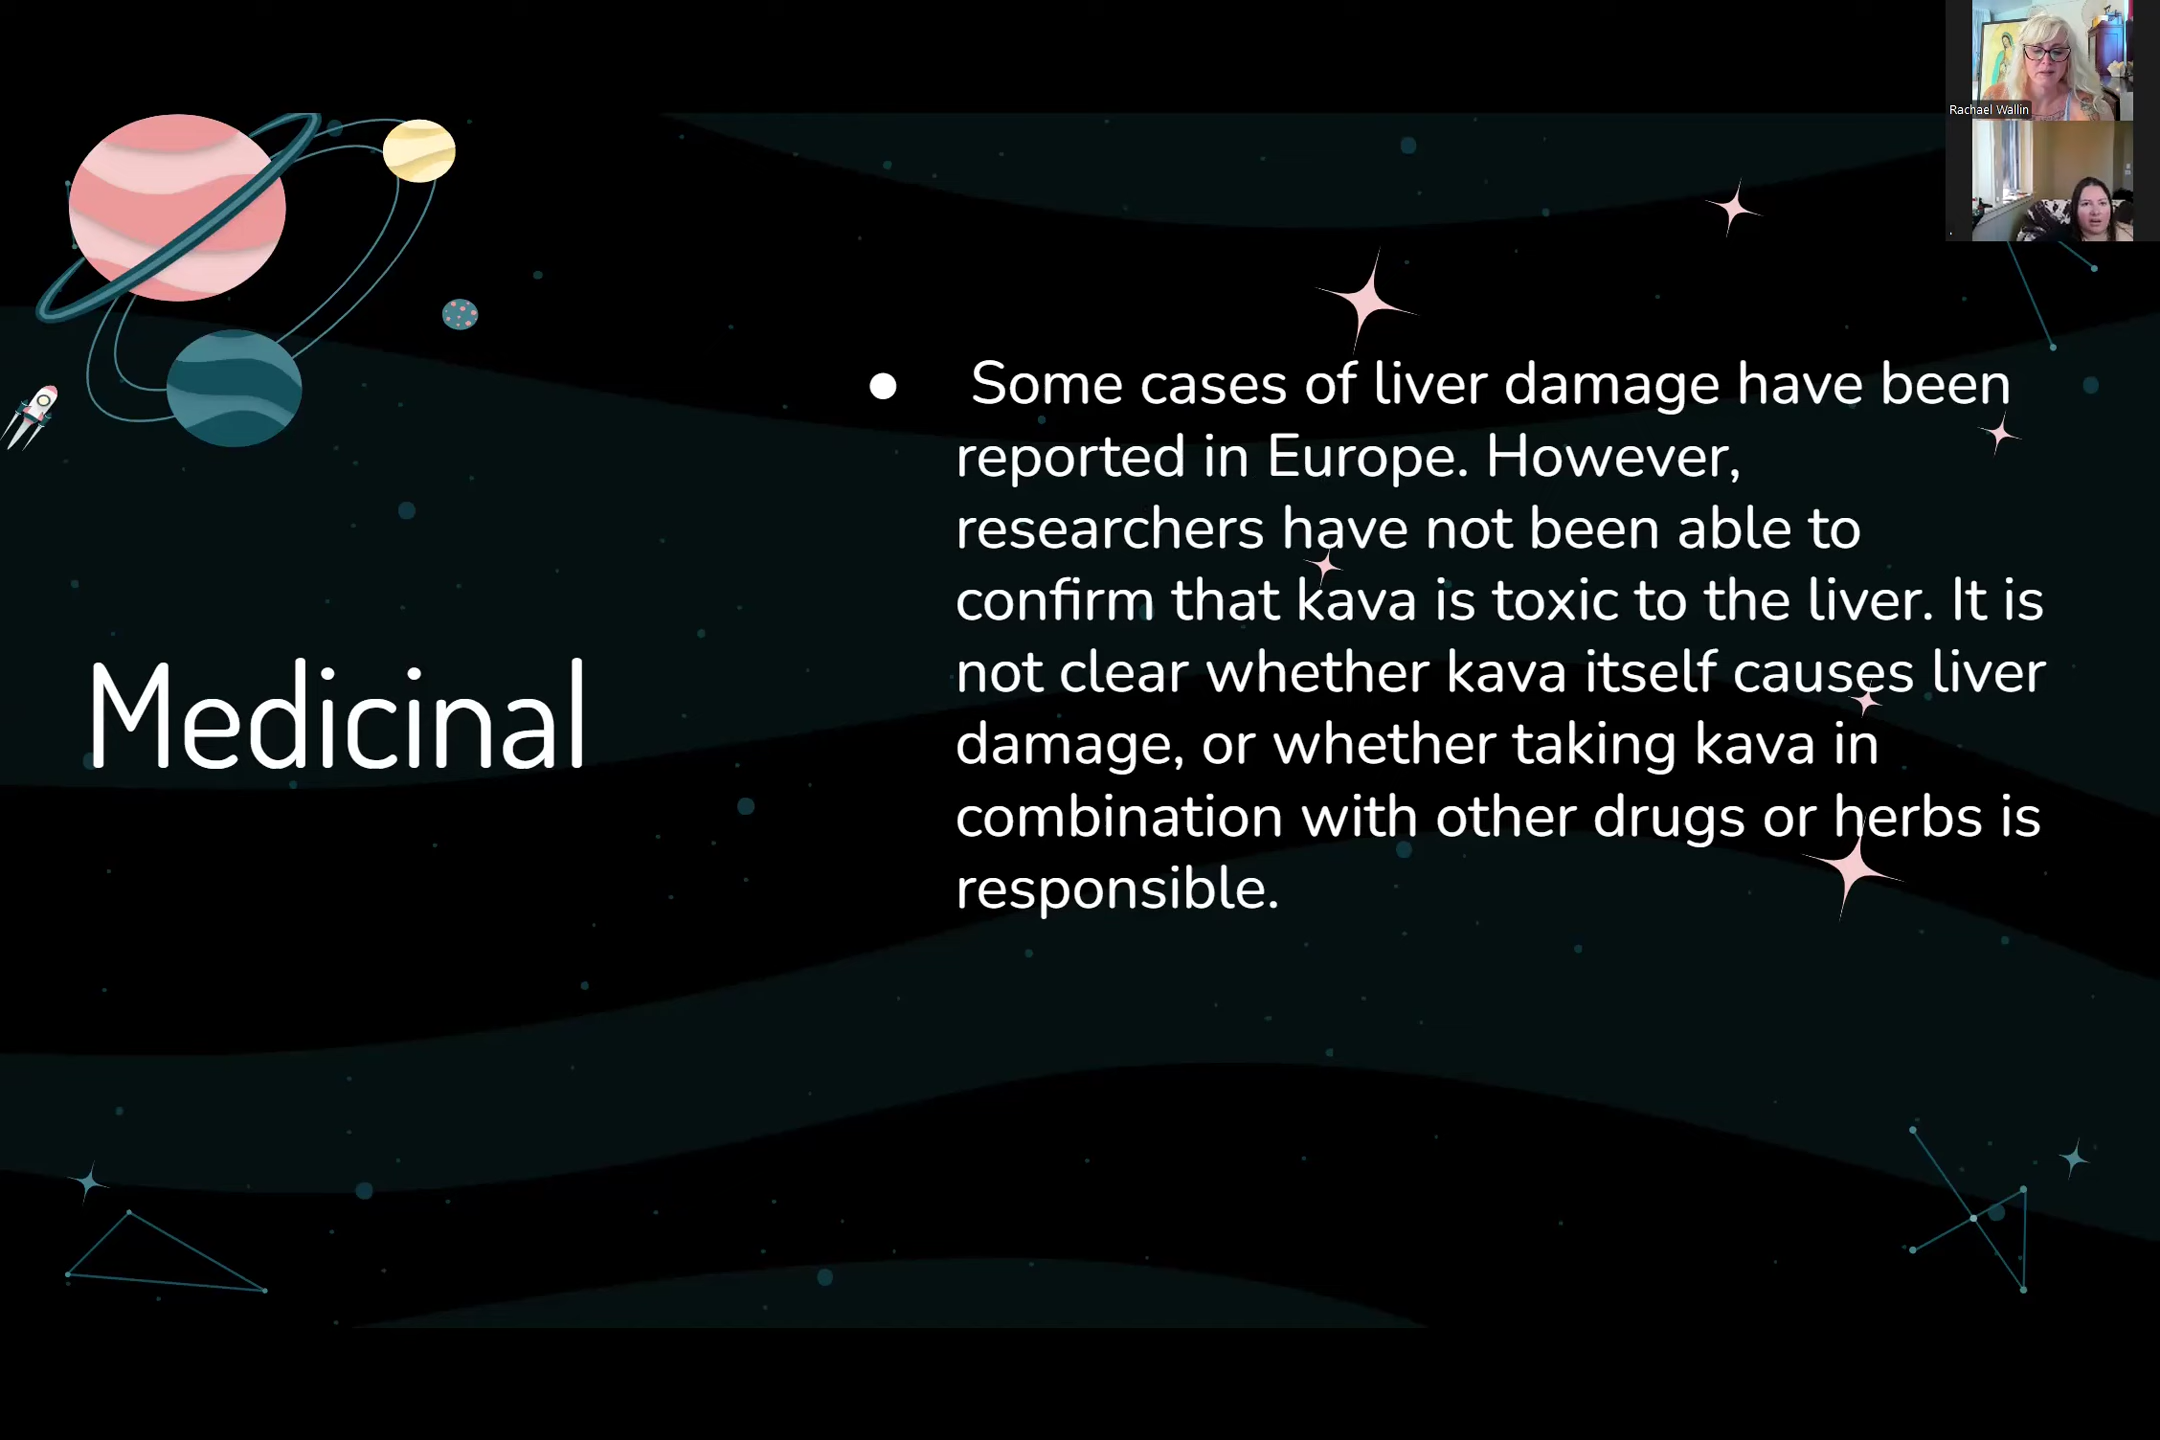 Rachael Wallin
Medicinal
● Some cases of liver damage have been
reported in Europe. However,
researchers have not been able to
confirm that kava is toxic to the liver. It is
not clear whether kava itself causes liver
damage, or whether taking kava in
combination with other drugs or herbs is
responsible.